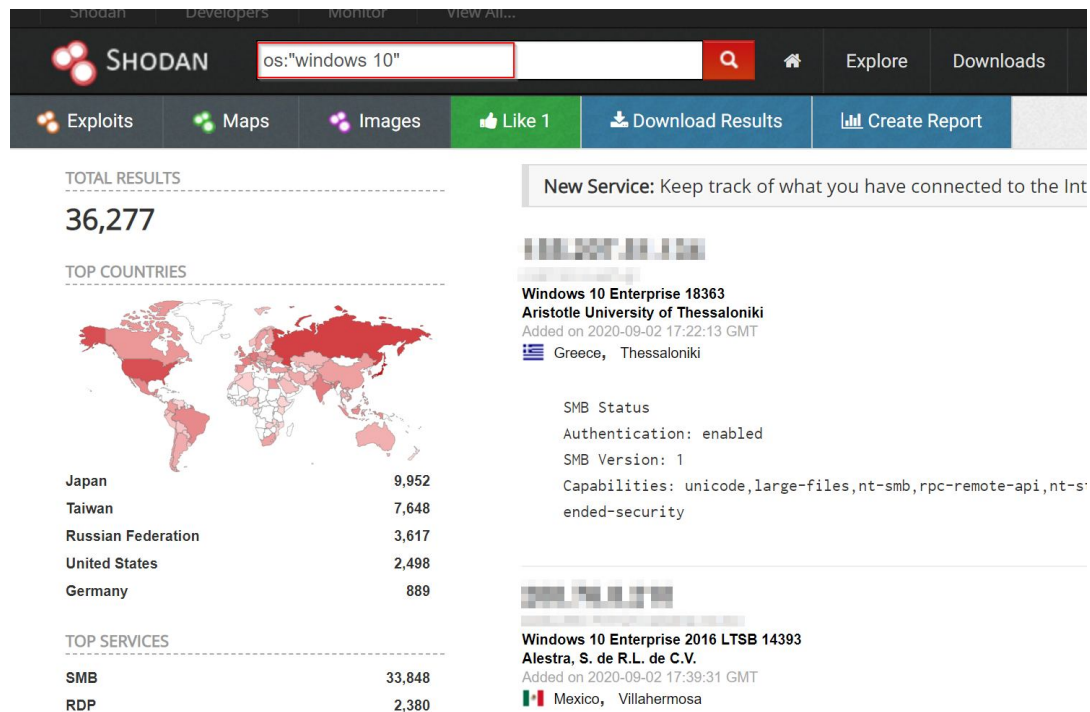 Shodan Developers Monitor View All...
SHODAN os:"windows 10" Explore Downloads
Exploits Maps Images Like 1 Download Results Create Report
TOTAL RESULTS
36,277
TOP COUNTRIES
Japan 9,952
Taiwan 7,648
Russian Federation 3,617
United States 2,498
Germany 889
TOP SERVICES
SMB 33,848
RDP 2,380
New Service: Keep track of what you have connected to the Int
Windows 10 Enterprise 18363
Aristotle University of Thessaloniki
Added on 2020-09-02 17:22:13 GMT
Greece, Thessaloniki
SMB Status
Authentication: enabled
SMB Version: 1
Capabilities: unicode,large-files,nt-smb,rpc-remote-api,nt-st
ended-security
Windows 10 Enterprise 2016 LTSB 14393
Alestra, S. de R.L. de C.V.
Added on 2020-09-02 17:39:31 GMT
Mexico, Villahermosa